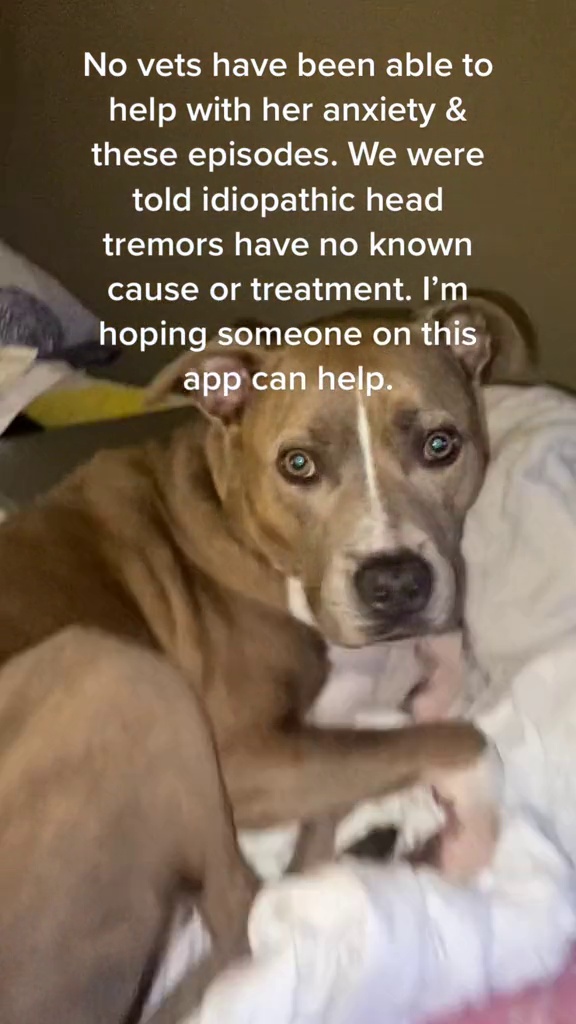 No vets have been able to
help with her anxiety &
these episodes. We were
told idiopathic head
tremors have no known
cause or treatment. I’m
hoping someone on this
app can help.